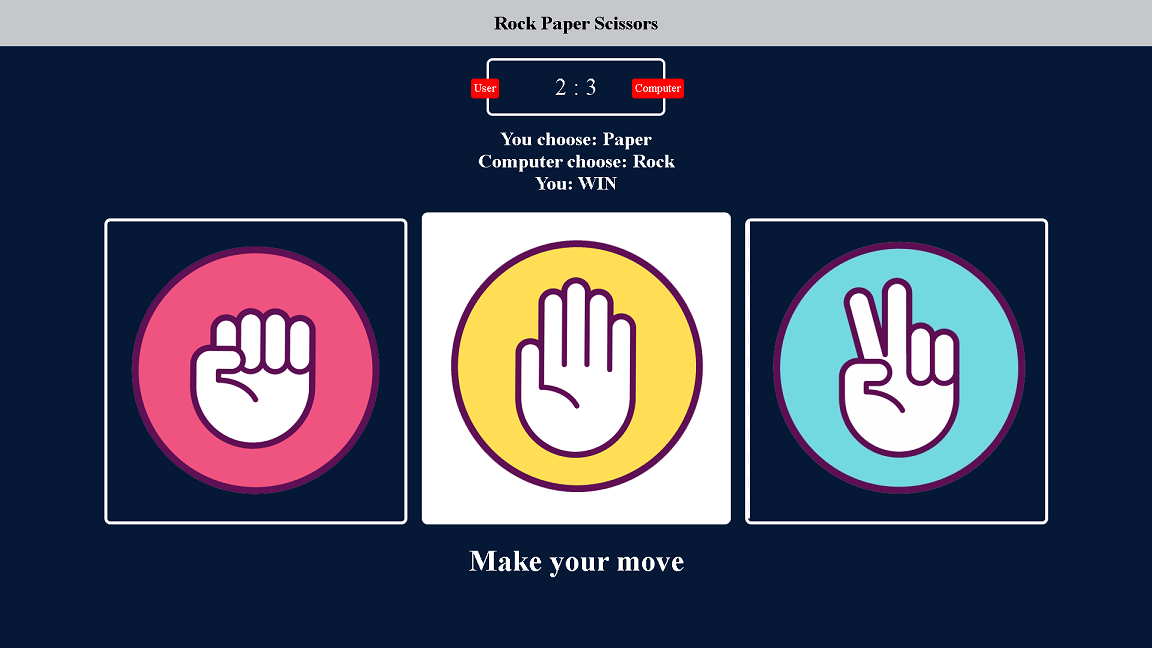 Rock Paper Scissors
User 2 : 3 Computer
You choose: Paper
Computer choose: Rock
You: WIN
Make your move